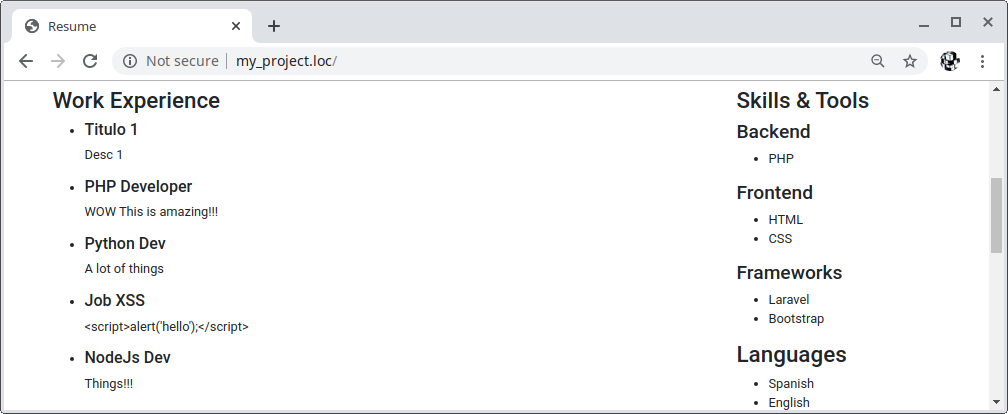 Resume
Not secure
my_project.loc/
Work Experience
Titulo 1
Desc 1
PHP Developer
WOW This is amazing!!!
Python Dev
A lot of things
Job XSS
<script>alert('hello');</script>
NodeJs Dev
Things!!!
Skills & Tools
Backend
PHP
Frontend
HTML
CSS
Frameworks
Laravel
Bootstrap
Languages
Spanish
English